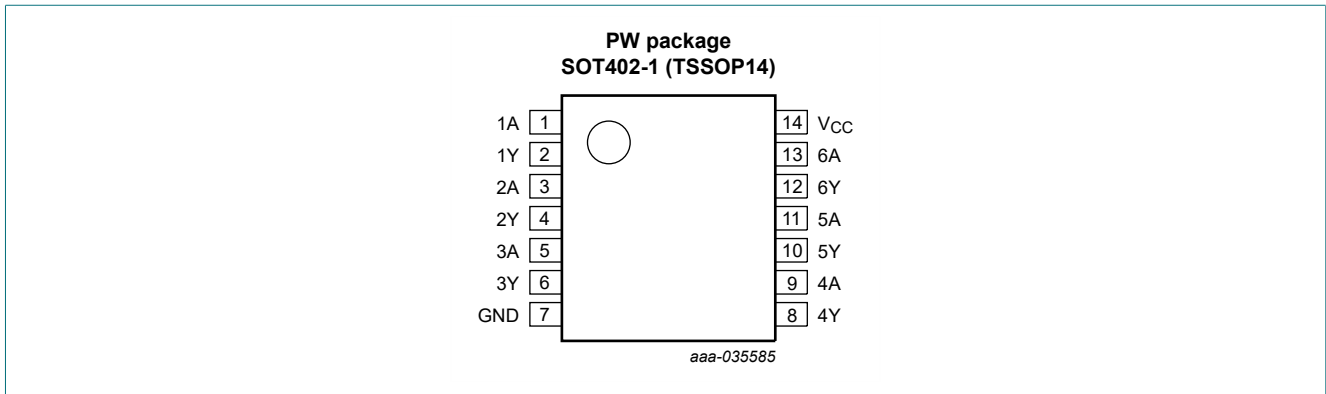 PW package
SOT402-1 (TSSOP14)
1A 1 14 VCC
1Y 2 13 6A
2A 3 12 6Y
2Y 4 11 5A
3A 5 10 5Y
3Y 6 9 4A
GND 7 8 4Y
aaa-035585